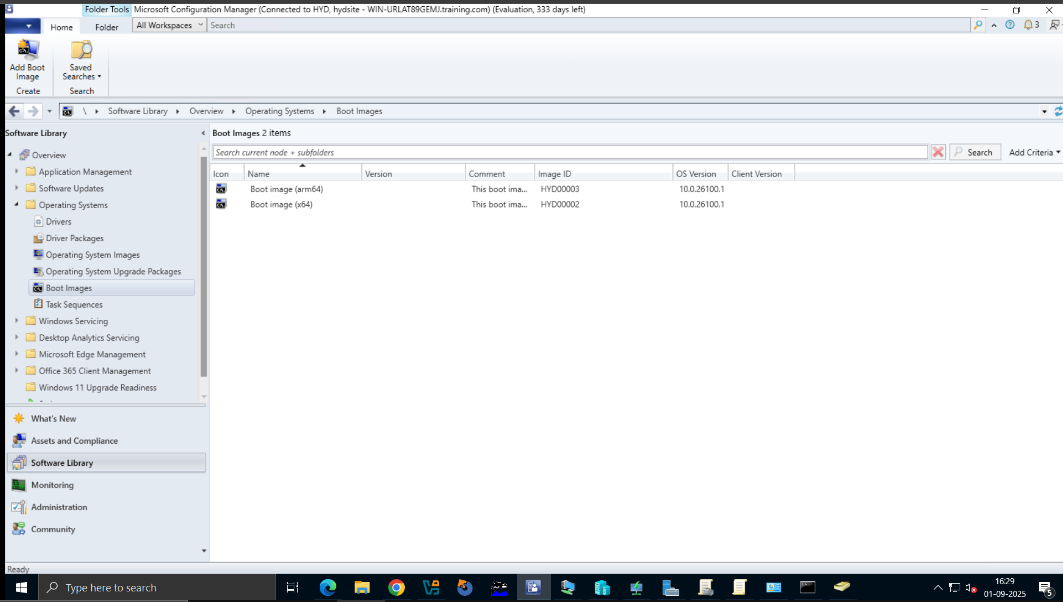 Folder Tools Microsoft Configuration Manager (Connected to HYD, hydsite - WIN-URLAT89GEMJ.training.com) (Evaluation, 333 days left)
Home Folder All Workspaces Search 3
Add Boot Image
Saved Searches
Create Search
\ Software Library Overview Operating Systems Boot Images
Software Library
Overview
Application Management
Software Updates
Operating Systems
Drivers
Driver Packages
Operating System Images
Operating System Upgrade Packages
Boot Images
Task Sequences
Windows Servicing
Desktop Analytics Servicing
Microsoft Edge Management
Office 365 Client Management
Windows 11 Upgrade Readiness
What's New
Assets and Compliance
Software Library
Monitoring
Administration
Community
Boot Images 2 items
Search current node + subfolders Search Add Criteria
Icon Name Version Comment Image ID OS Version Client Version
Boot image (arm64) This boot ima... HYD00003 10.0.26100.1
Boot image (x64) This boot ima... HYD00002 10.0.26100.1
Ready
Type here to search
16:29
01-09-2025
5